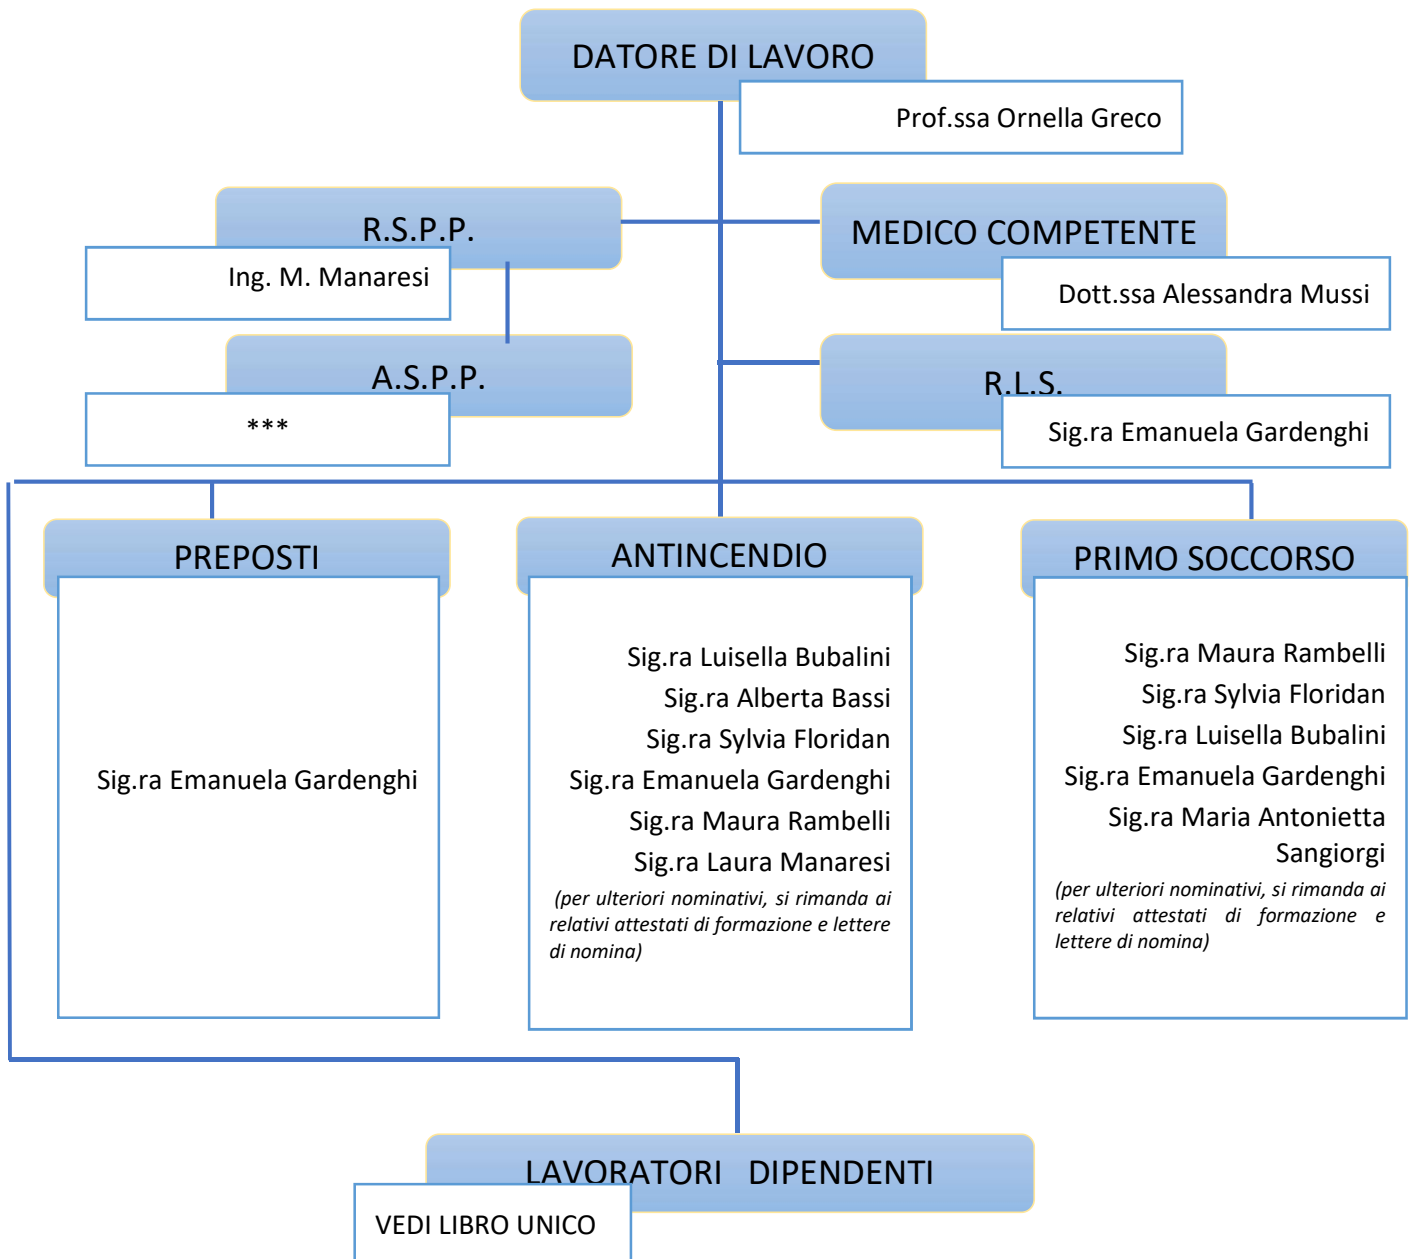 DATORE DI LAVORO
Prof.ssa Ornella Greco
R.S.P.P.
Ing. M. Manaresi
MEDICO COMPETENTE
Dott.ssa Alessandra Mussi
A.S.P.P.
***
R.L.S.
Sig.ra Emanuela Gardenghi
PREPOSTI
Sig.ra Emanuela Gardenghi
ANTINCENDIO
Sig.ra Luisella Bubalini
Sig.ra Alberta Bassi
Sig.ra Sylvia Floridan
Sig.ra Emanuela Gardenghi
Sig.ra Maura Rambelli
Sig.ra Laura Manaresi
(per ulteriori nominativi, si rimanda ai
relativi attestati di formazione e lettere
di nomina)
PRIMO SOCCORSO
Sig.ra Maura Rambelli
Sig.ra Sylvia Floridan
Sig.ra Luisella Bubalini
Sig.ra Emanuela Gardenghi
Sig.ra Maria Antonietta
Sangiorgi
(per ulteriori nominativi, si rimanda ai
relativi attestati di formazione e
lettere di nomina)
LAVORATORI DIPENDENTI
VEDI LIBRO UNICO